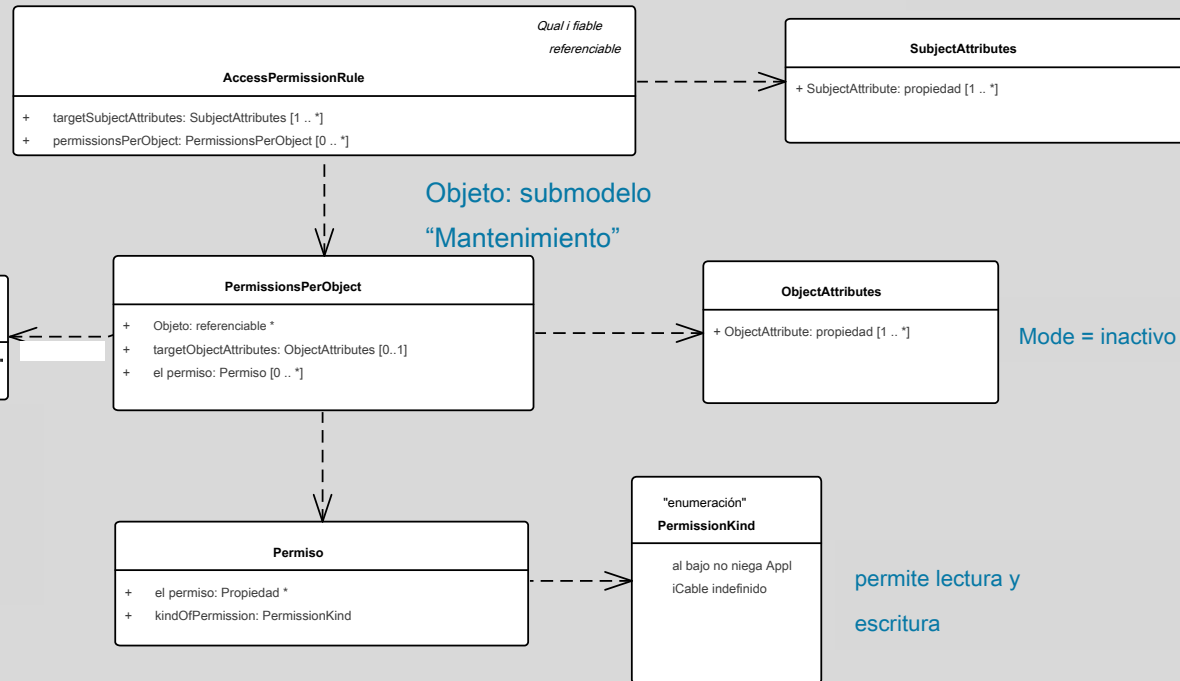 Qual i fiable
referenciable
AccessPermissionRule
+ targetSubjectAttributes: SubjectAttributes [1 .. *]
+ permissionsPerObject: PermissionsPerObject [0 .. *]
SubjectAttributes
+ SubjectAttribute: propiedad [1 .. *]
Objeto: submodelo
“Mantenimiento”
PermissionsPerObject
+ Objeto: referenciable *
+ targetObjectAttributes: ObjectAttributes [0..1]
+ el permiso: Permiso [0 .. *]
ObjectAttributes
+ ObjectAttribute: propiedad [1 .. *]
Mode = inactivo
Permiso
+ el permiso: Propiedad *
+ kindOfPermission: PermissionKind
"enumeración"
PermissionKind
al bajo no niega Appl
iCable indefinido
permite lectura y
escritura